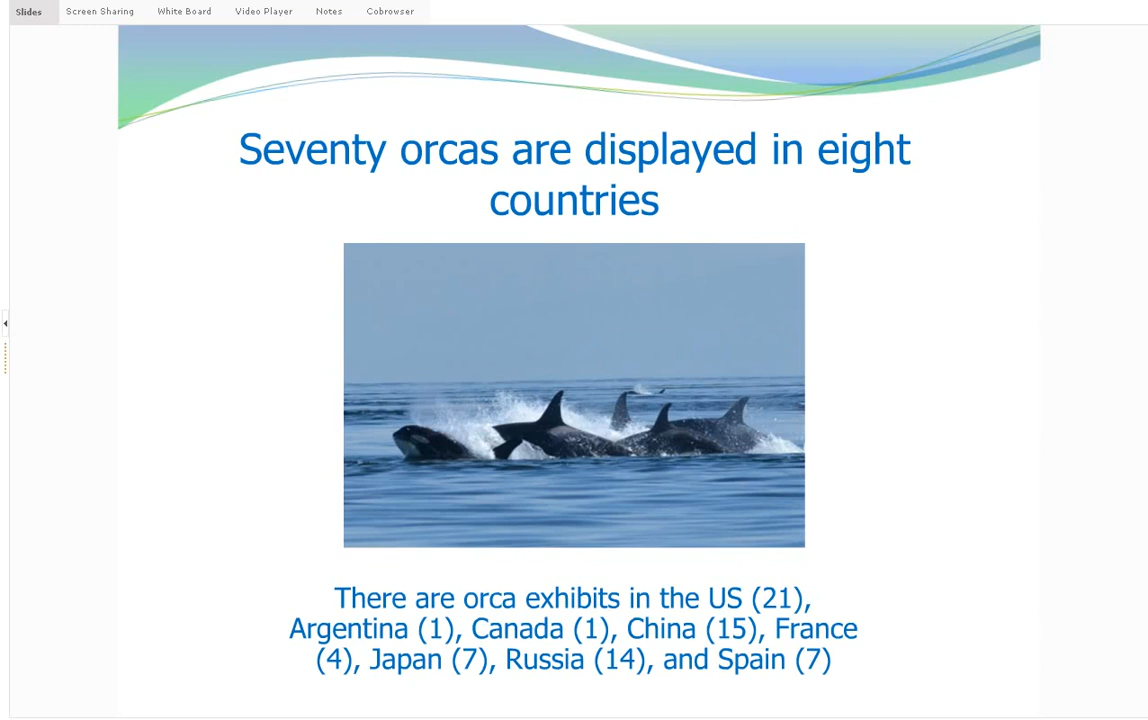 Slides Screen Sharing White Board Video Player Notes Cobrowser
Seventy orcas are displayed in eight
countries
There are orca exhibits in the US (21),
Argentina (1), Canada (1), China (15), France
(4), Japan (7), Russia (14), and Spain (7)